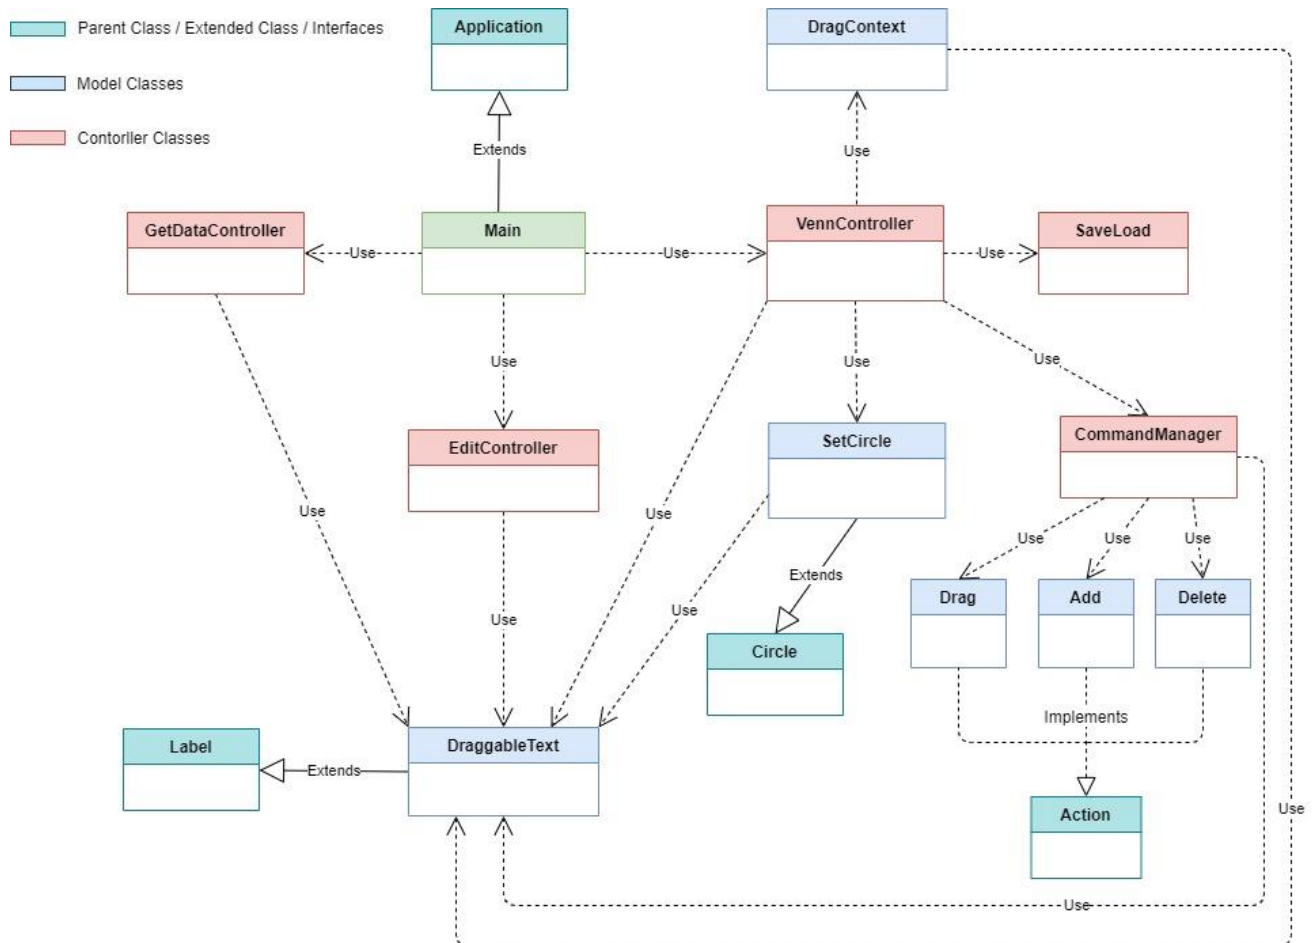 Parent Class / Extended Class / Interfaces
Model Classes
Contorller Classes
Application
DragContext
Extends
Use
GetDataController
Main
VennController
SaveLoad
Use
Use
Use
Use
Use
Use
EditController
SetCircle
CommandManager
Use
Use
Extends
Use
Use
Use
Use
Use
Drag
Add
Delete
Circle
Implements
Label
DraggableText
Extends
Action
Use
Use